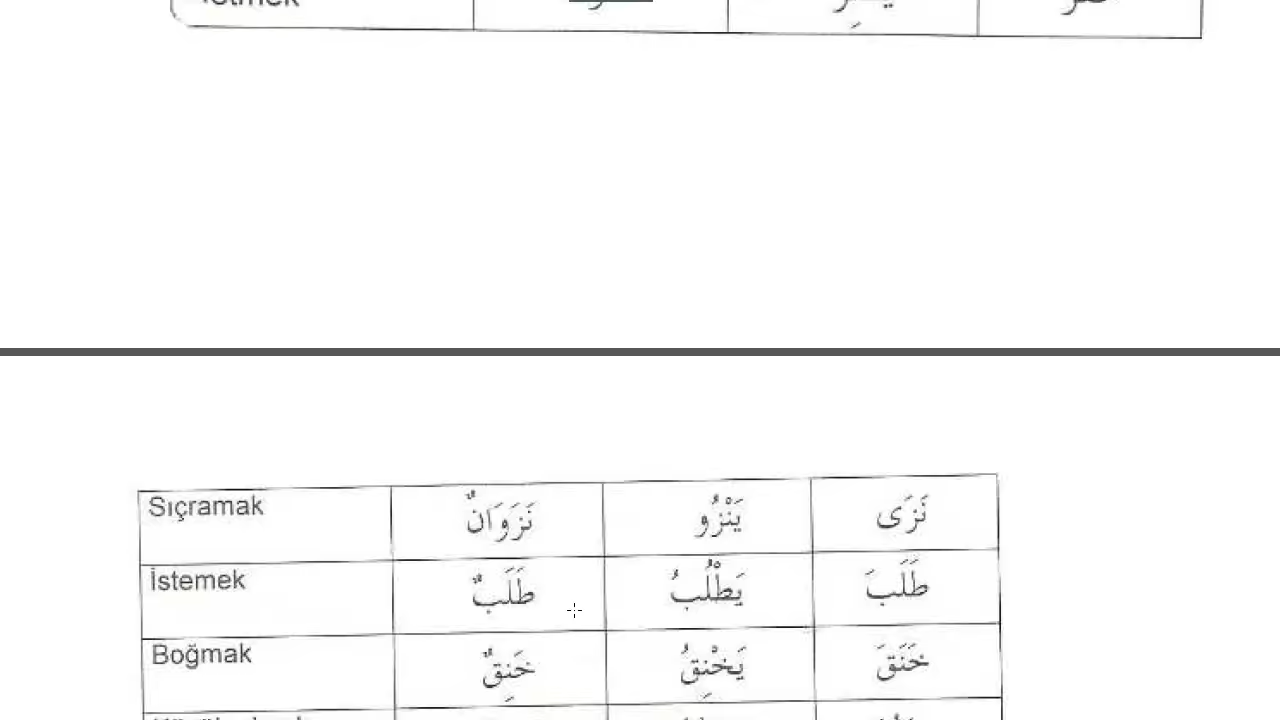 Sıçramak نَزَوَانٌ يَنْزُو نَزَى
İstemek طَلَبٌ يَطْلُبُ طَلَبَ
Boğmak خَنِقٌ يَخْنِقُ خَنَقَ